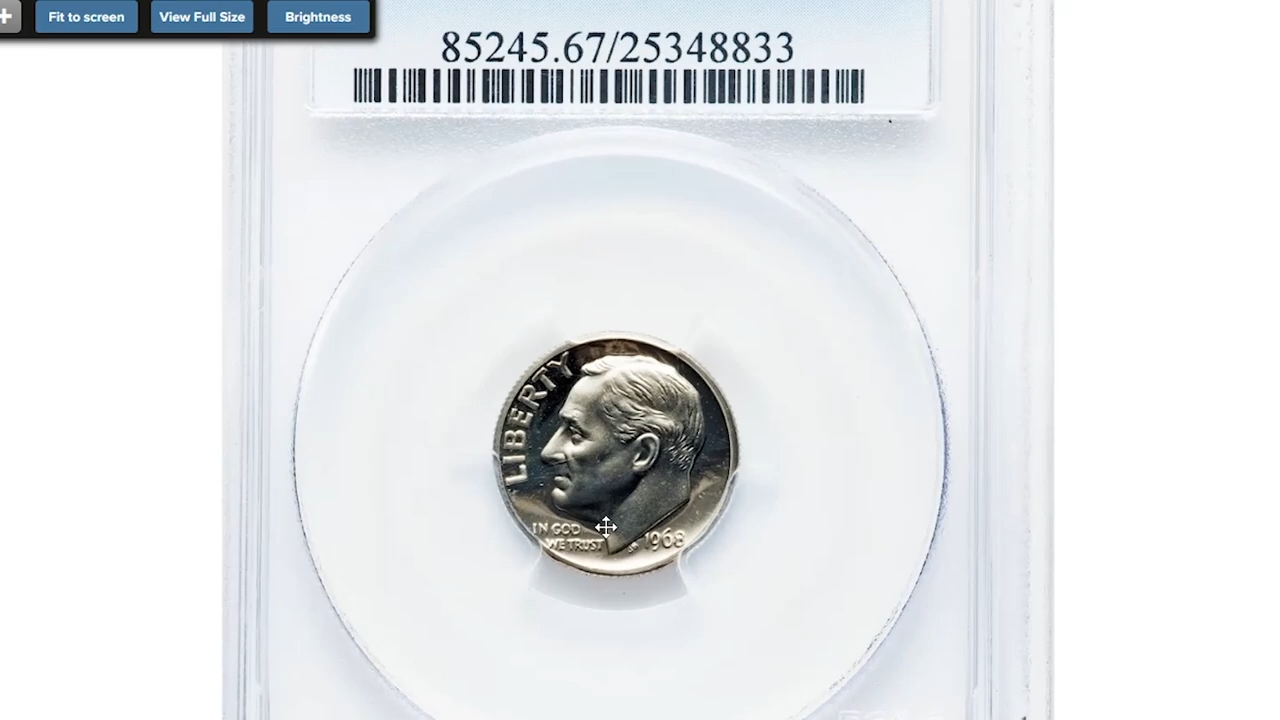 Fit to screen
View Full Size
Brightness
85245.67/25348833
LIBERTY
IN GOD
WE TRUST
1968